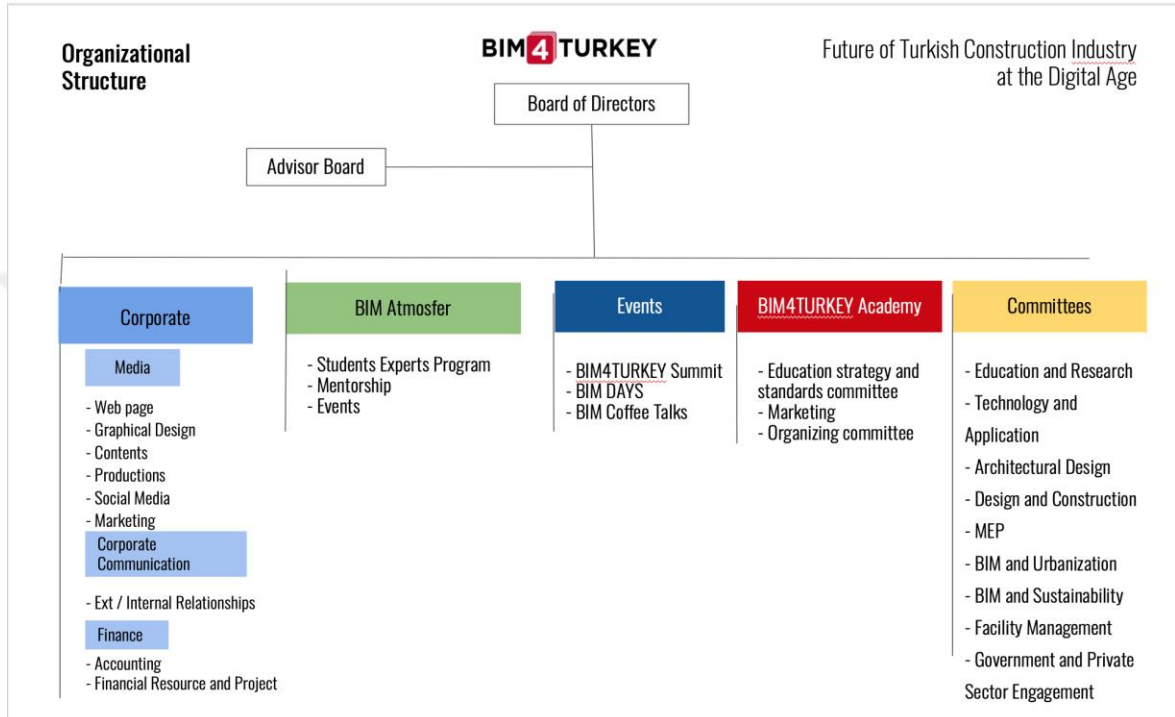 Organizational
Structure
BIM4TURKEY
Future of Turkish Construction Industry
at the Digital Age
Board of Directors
Advisor Board
Corporate
Media
- Web page
- Graphical Design
- Contents
- Productions
- Social Media
- Marketing
Corporate
Communication
- Ext / Internal Relationships
Finance
- Accounting
- Financial Resource and Project
BIM Atmosfer
- Students Experts Program
- Mentorship
- Events
Events
- BIM4TURKEY Summit
- BIM DAYS
- BIM Coffee Talks
BIM4TURKEY Academy
- Education strategy and
standards committee
- Marketing
- Organizing committee
Committees
- Education and Research
- Technology and
Application
- Architectural Design
- Design and Construction
- MEP
- BIM and Urbanization
- BIM and Sustainability
- Facility Management
- Government and Private
Sector Engagement